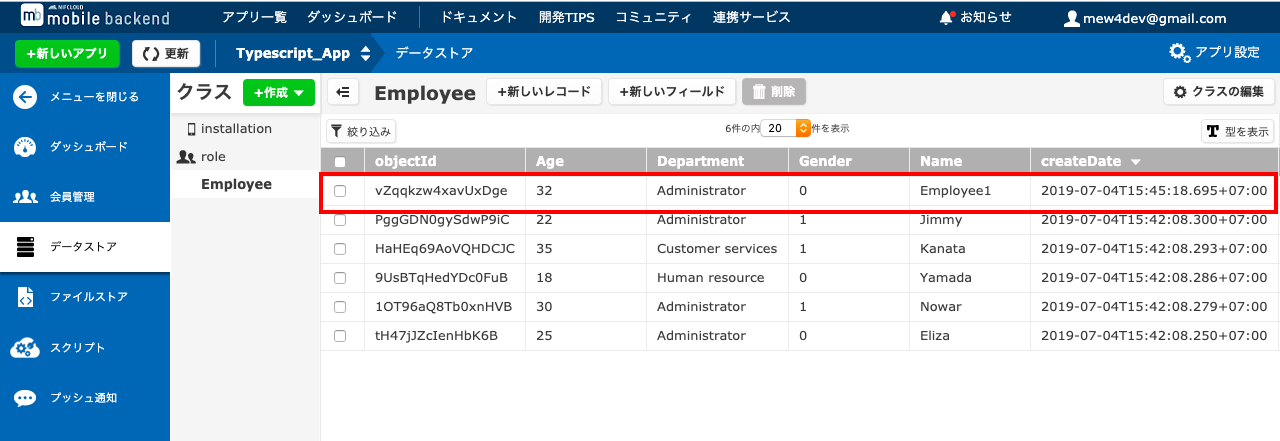 NIFCLOUD
mb mobile backend アプリ一覧 ダッシュボード ドキュメント 開発TIPS コミュニティ 連携サービス お知らせ mew4dev@gmail.com
+新しいアプリ 更新 Typescript_App データストア アプリ設定
メニューを閉じる
ダッシュボード
会員管理
データストア
ファイルストア
スクリプト
プッシュ通知
クラス +作成
installation
role
Employee
Employee +新しいレコード +新しいフィールド 削除 クラスの編集
絞り込み 6件の内 20 件を表示 T 型を表示
objectId Age Department Gender Name createDate
vZqqkzw4xavUxDge 32 Administrator 0 Employee1 2019-07-04T15:45:18.695+07:00
PggGDN0gySdwP9iC 22 Administrator 1 Jimmy 2019-07-04T15:42:08.300+07:00
HaHEq69AoVQHDCJC 35 Customer services 1 Kanata 2019-07-04T15:42:08.293+07:00
9UsBTqHedYDc0FuB 18 Human resource 0 Yamada 2019-07-04T15:42:08.286+07:00
1OT96aQ8Tb0xnHVB 30 Administrator 1 Nowar 2019-07-04T15:42:08.279+07:00
tH47jJZcIenHbK6B 25 Administrator 0 Eliza 2019-07-04T15:42:08.250+07:00